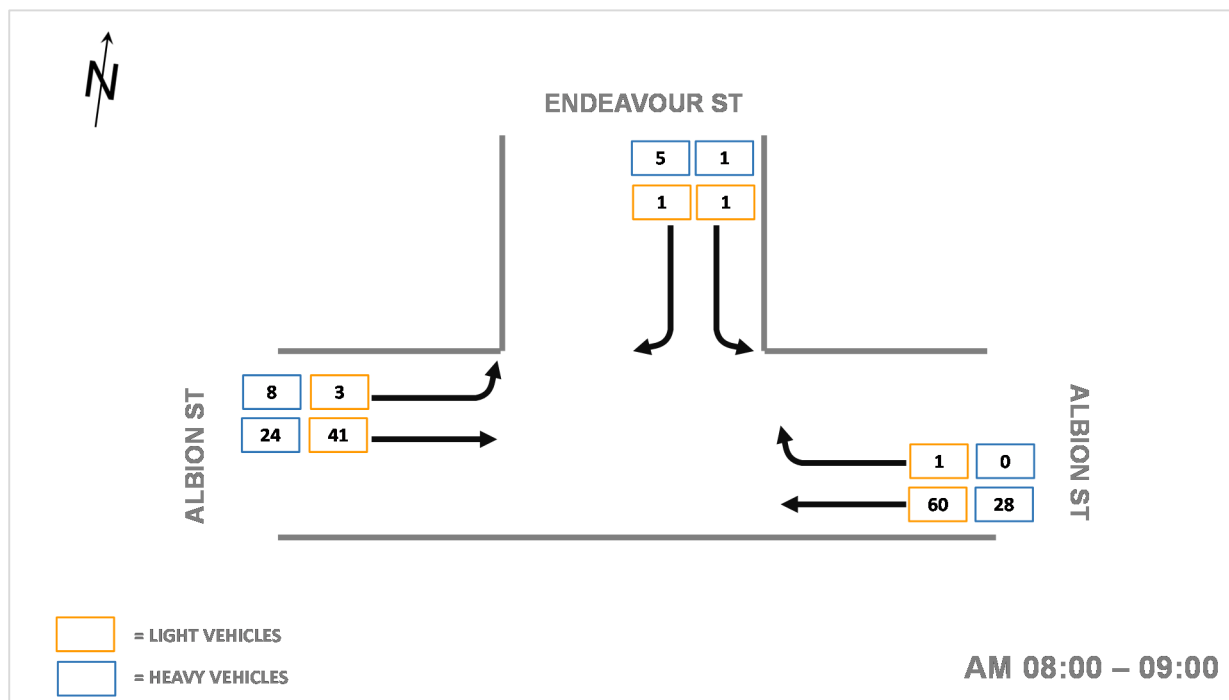 N
ENDEAVOUR ST
5 1
1 1
ALBION ST
8 3
24 41
1 0
60 28
ALBION ST
= LIGHT VEHICLES
= HEAVY VEHICLES
AM 08:00 – 09:00